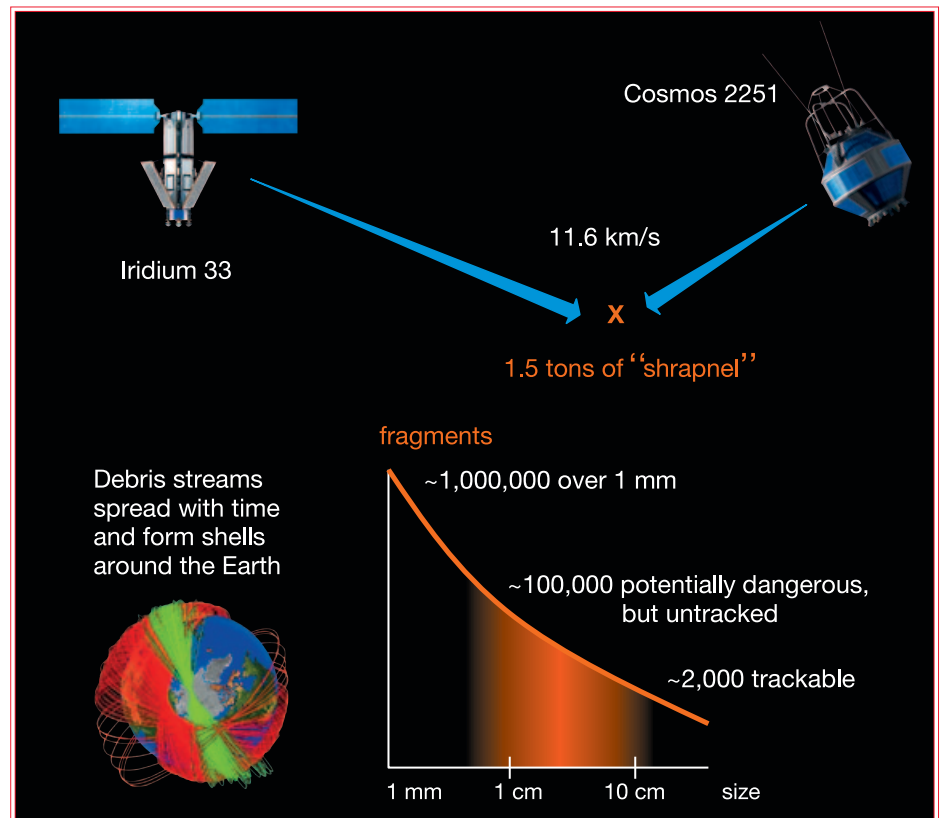 Cosmos 2251
Iridium 33
11.6 km/s
X
1.5 tons of ‘‘shrapnel’’
fragments
Debris streams
spread with time
and form shells
around the Earth
~1,000,000 over 1 mm
~100,000 potentially dangerous,
but untracked
~2,000 trackable
1 mm 1 cm 10 cm size